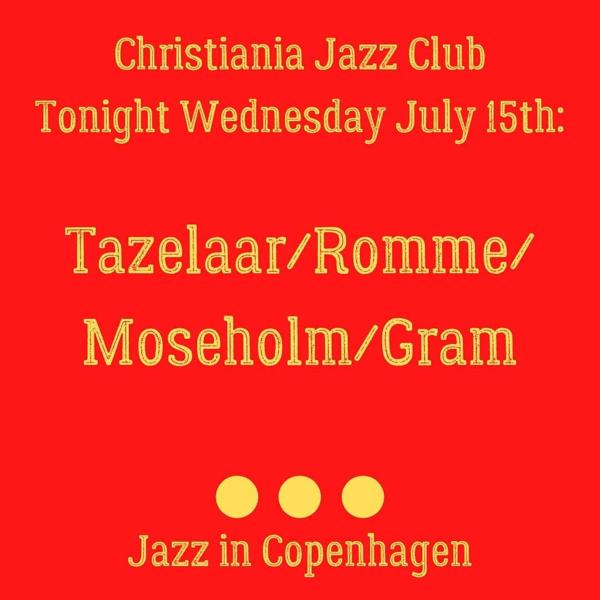 Christiania Jazz Club
Tonight Wednesday July 15th:
Tazelaar/Romme/
Moseholm/Gram
Jazz in Copenhagen